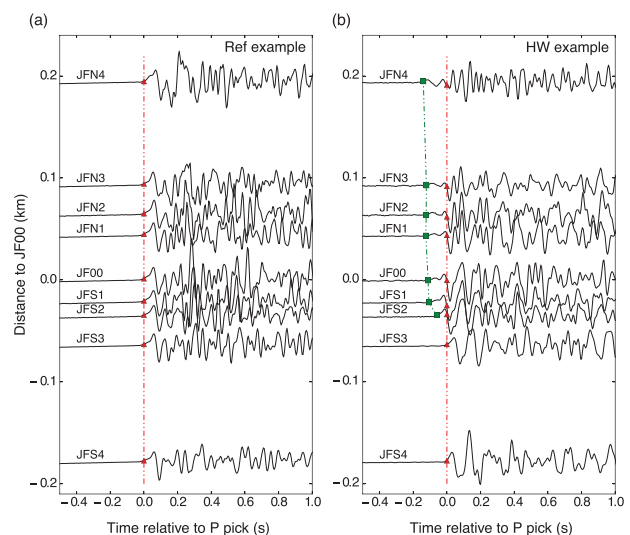 (a)
Ref example
JFN4
JFN3
JFN2
JFN1
JF00
JFS1
JFS2
JFS3
JFS4
0.2
0.1
0.0
−0.1
−0.2
Distance to JF00 (km)
−0.4 −0.2 0.0 0.2 0.4 0.6 0.8 1.0
Time relative to P pick (s)
(b)
HW example
JFN4
JFN3
JFN2
JFN1
JF00
JFS1
JFS2
JFS3
JFS4
0.2
0.1
0.0
−0.1
−0.2
−0.4 −0.2 0.0 0.2 0.4 0.6 0.8 1.0
Time relative to P pick (s)